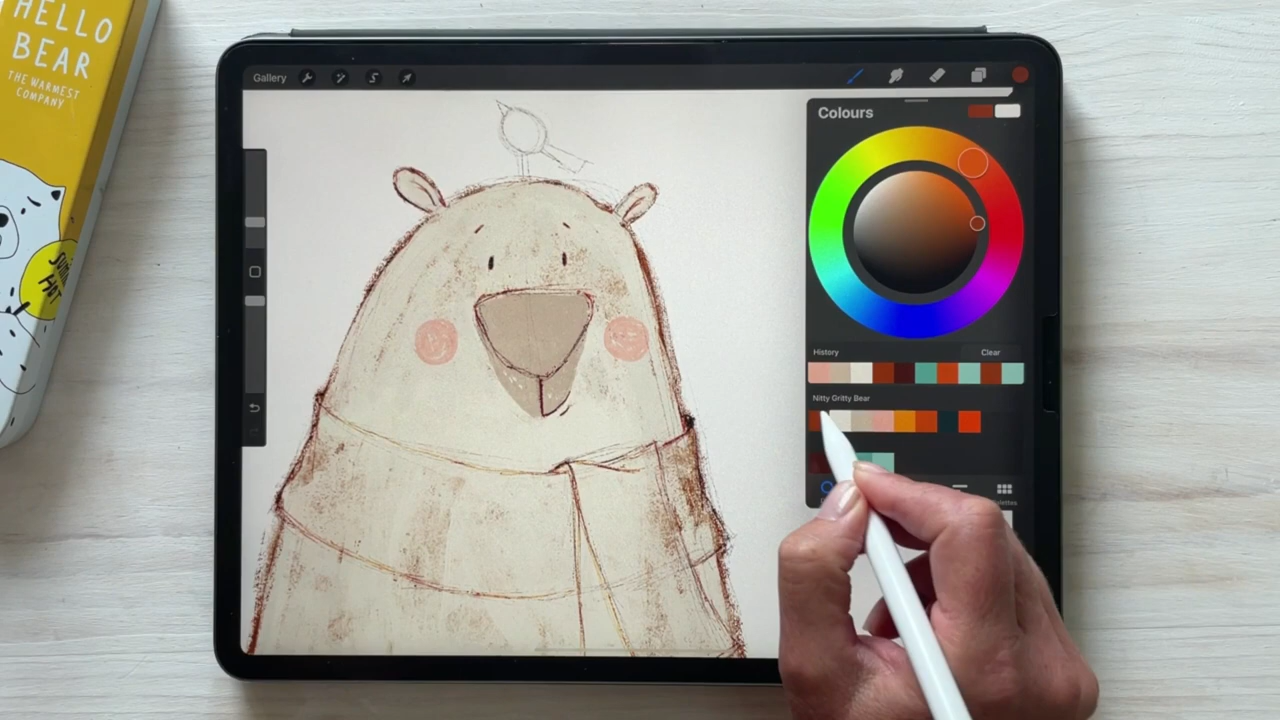 HELLO
BEAR
THE WARMEST
COMPANY
Gallery
Colours
History
Clear
Nitty Gritty Bear